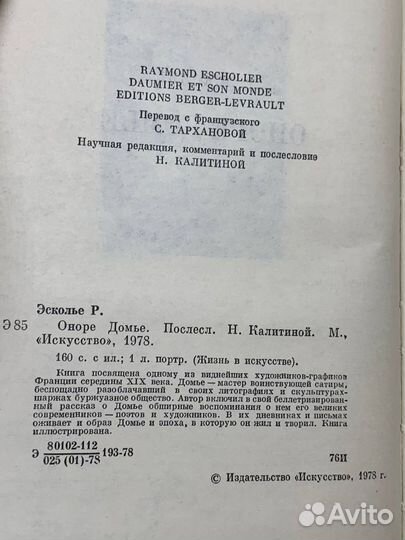 RAYMOND ESCHOLIER
DAUMIER ET SON MONDE
EDITIONS BERGER-LEVRAULT
Перевод с французского
С. ТАРХАНОВОЙ
Научная редакция, комментарий и послесловие
Н. КАЛИТИНОЙ
Эсколье Р.
Э 85
Оноре Домье. Послесл. Н. Калитиной. М.,
«Искусство», 1978.
160 с. с ил.; 1 л. портр. (Жизнь в искусстве).
Книга посвящена одному из виднейших художников-графиков
Франции середины XIX века. Домье — мастер воинствующей сатиры,
беспощадно разоблачавший в своих литографиях и скульптурах-
шаржах буржуазное общество. Автор включил в свой беллетризирован-
ный рассказ о Домье обширные воспоминания о нем его великих
современников — поэтов и художников. В их дневниках и письмах
оживает и образ Домье и эпоха, в которую он жил и творил. Книга
иллюстрирована.
Э 80102-112
025 (01)-78 193-78
76И
© Издательство «Искусство», 1978 г.
Avito